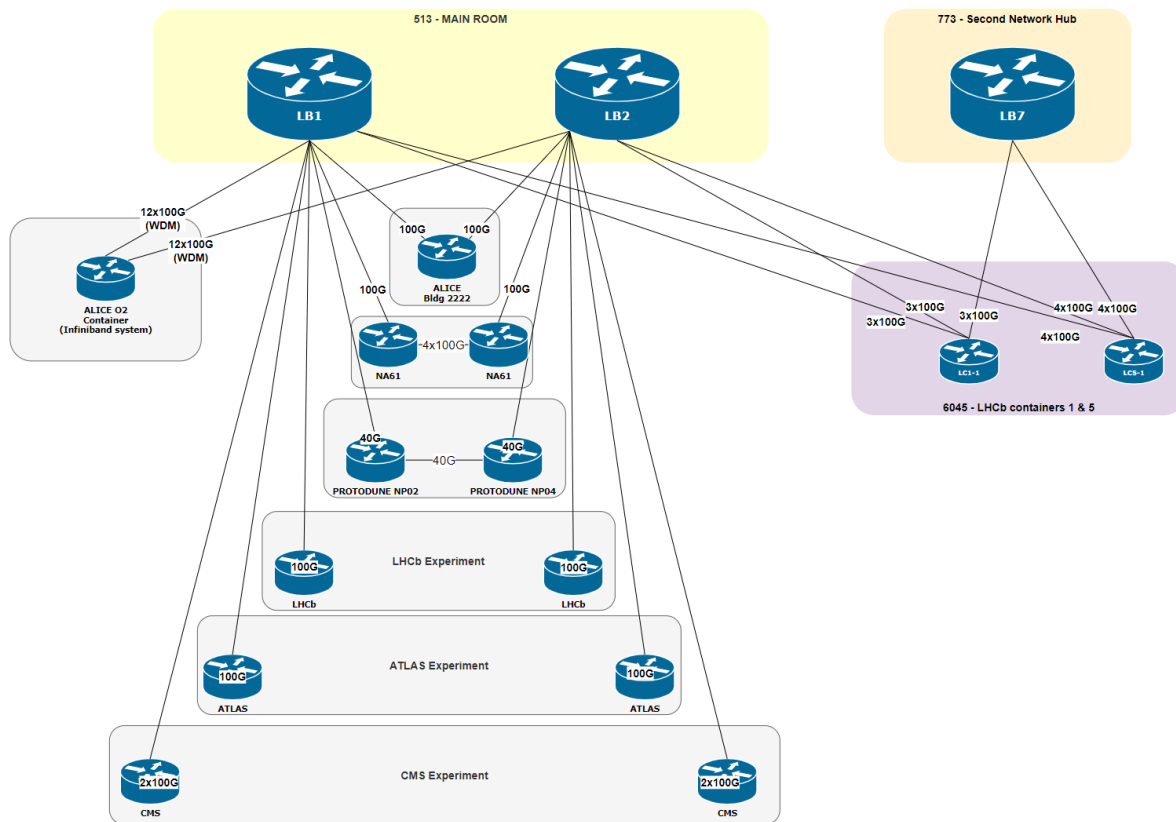 513 - MAIN ROOM
773 - Second Network Hub
LB1
LB2
LB7
12x100G
(WDM)
12x100G
(WDM)
100G
100G
ALICE O2
Container
(Infiniband system)
ALICE
Bldg 2222
100G
100G
3x100G
3x100G
3x100G
4x100G
4x100G
4x100G
4x100G
NA61
NA61
LC1-1
LC5-1
6045 - LHCb containers 1 & 5
40G
40G
40G
PROTODUNE NP02
PROTODUNE NP04
LHCb Experiment
100G
100G
LHCb
LHCb
ATLAS Experiment
100G
100G
ATLAS
ATLAS
CMS Experiment
2x100G
2x100G
CMS
CMS